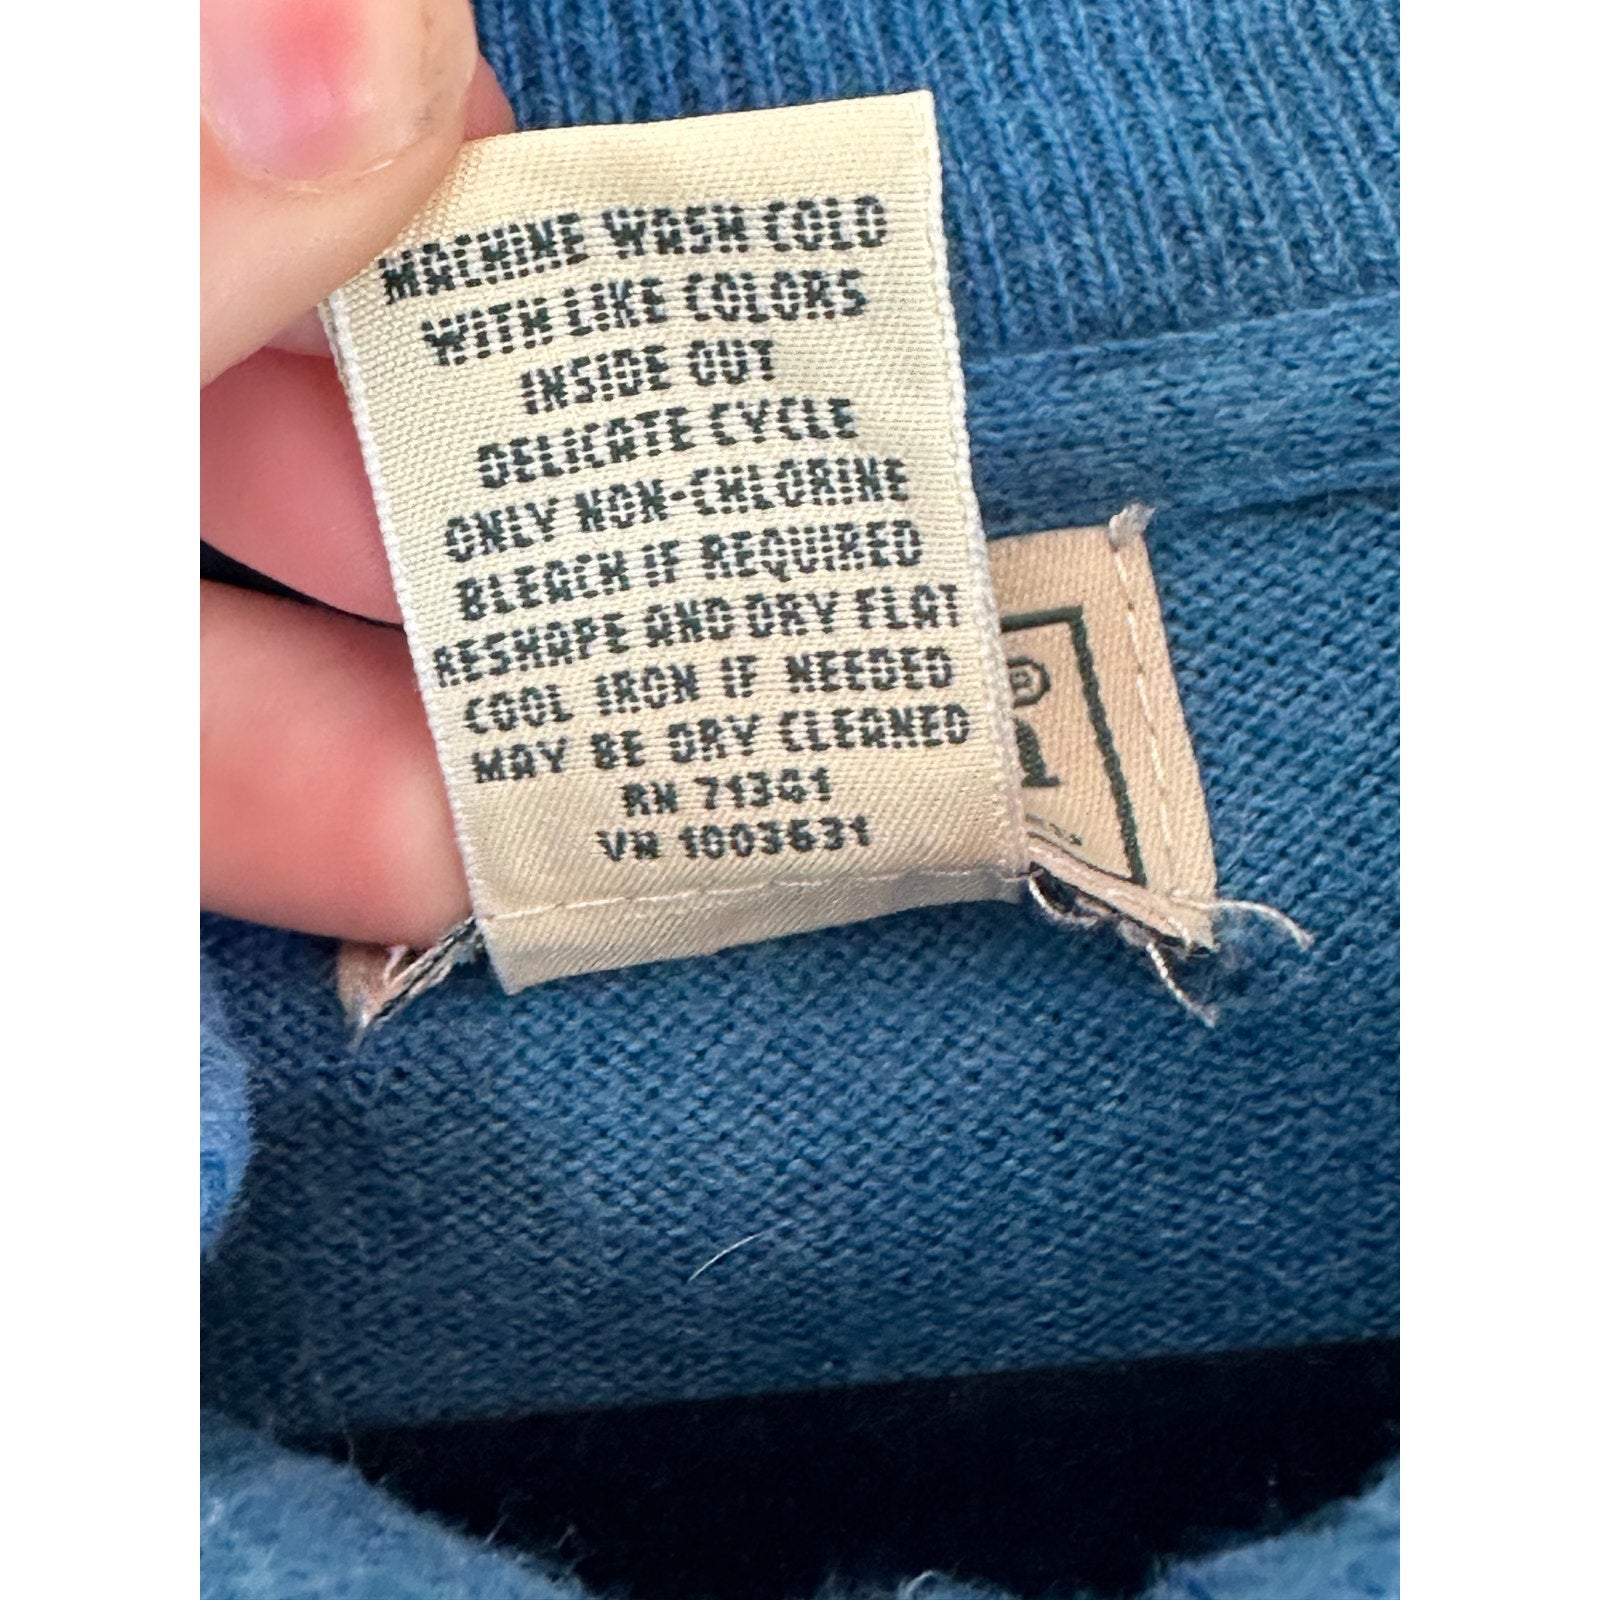 MACHINE WASH COLD
WITH LIKE COLORS
INSIDE OUT
DELICATE CYCLE
ONLY NON-CHLORINE
BLEACH IF REQUIRED
RESHAPE AND DRY FLAT
COOL IRON IF NEEDED
MAY BE DRY CLEANED
RN 71341
VN 1003631
®